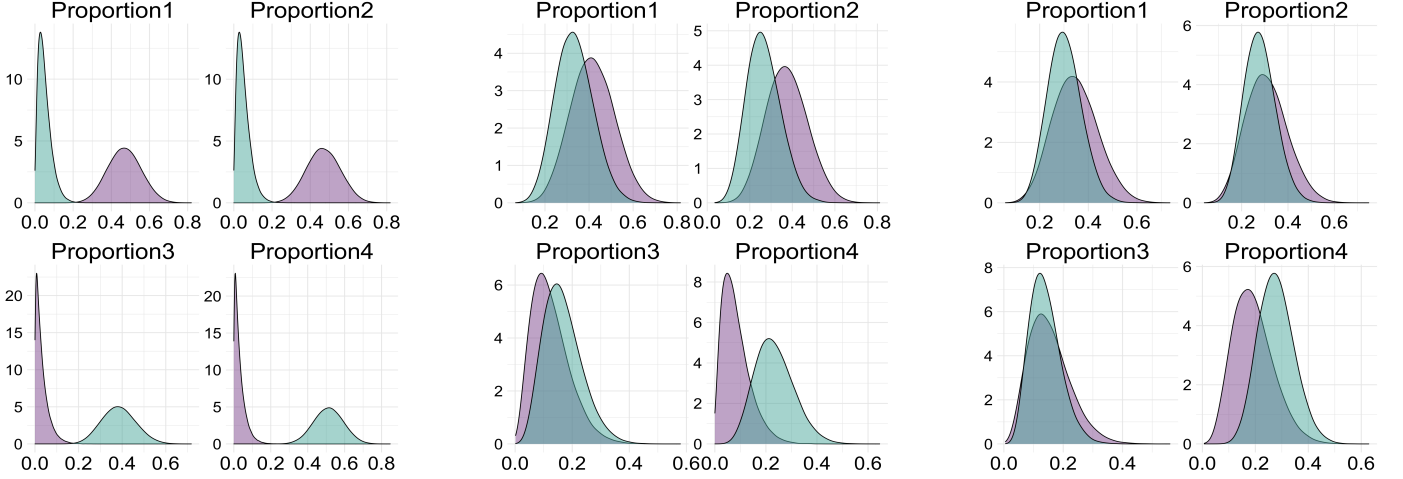 Proportion1 Proportion2 Proportion1 Proportion2 Proportion1 Proportion2
10 10 4 5 6
5 5 3 4 4 4
0 0 2 3 2 2
1 2 0 0
0 1
0
0.0 0.2 0.4 0.6 0.8 0.0 0.2 0.4 0.6 0.8 0.2 0.4 0.6 0.8 0.0 0.2 0.4 0.6 0.8 0.2 0.4 0.6 0.2 0.4 0.6
Proportion3 Proportion4 Proportion3 Proportion4 Proportion3 Proportion4
20 20 6 8 8 6
15 15 4 6 6 4
10 10 2 4 4 2
5 5 0 2 2 0
0 0 0 0
0.0 0.2 0.4 0.6 0.0 0.2 0.4 0.6 0.8 0.0 0.2 0.4 0.6 0.0 0.2 0.4 0.6 0.0 0.2 0.4 0.0 0.2 0.4 0.6